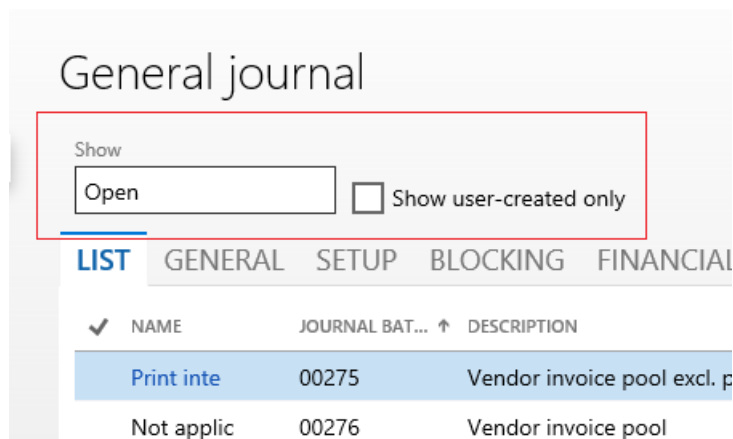 General journal
Show
Open
Show user-created only
LIST GENERAL SETUP BLOCKING FINANCIAL
NAME JOURNAL BAT... ↑ DESCRIPTION
Print inte 00275 Vendor invoice pool excl. p
Not applic 00276 Vendor invoice pool